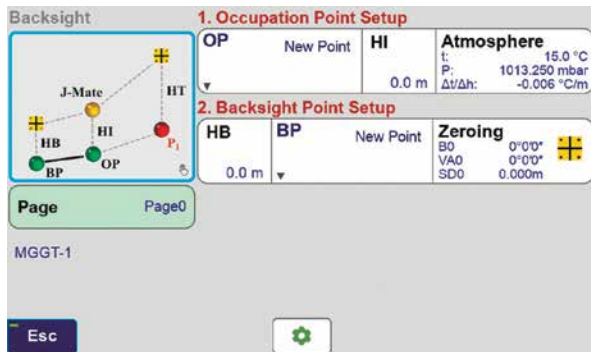 Backsight
J-Mate
HT
HB
HI
BP
OP
P1
1. Occupation Point Setup
OP
New Point
HI
0.0 m
Atmosphere
t: 15.0 °C
P: 1013.250 mbar
Δt/Δh: -0.006 °C/m
2. Backsight Point Setup
HB
0.0 m
BP
New Point
Zeroing
B0 0°0'0"
VA0 0°0'0"
SD0 0.000m
Page Page0
MGGT-1
Esc